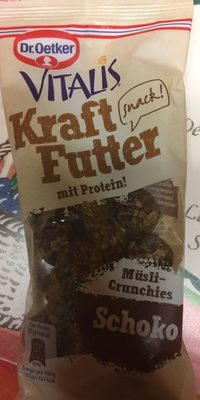 Dr.Oetker
VITALIS
snack!
Kraft
Futter
mit Protein!
Müsli-
Crunchies
Schoko